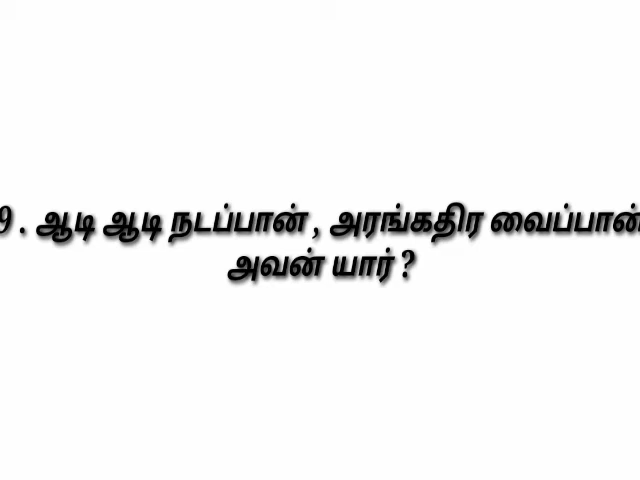 9 . ஆடி ஆடி நடப்பான் , அரங்கதிர வைப்பான்
அவன் யார் ?